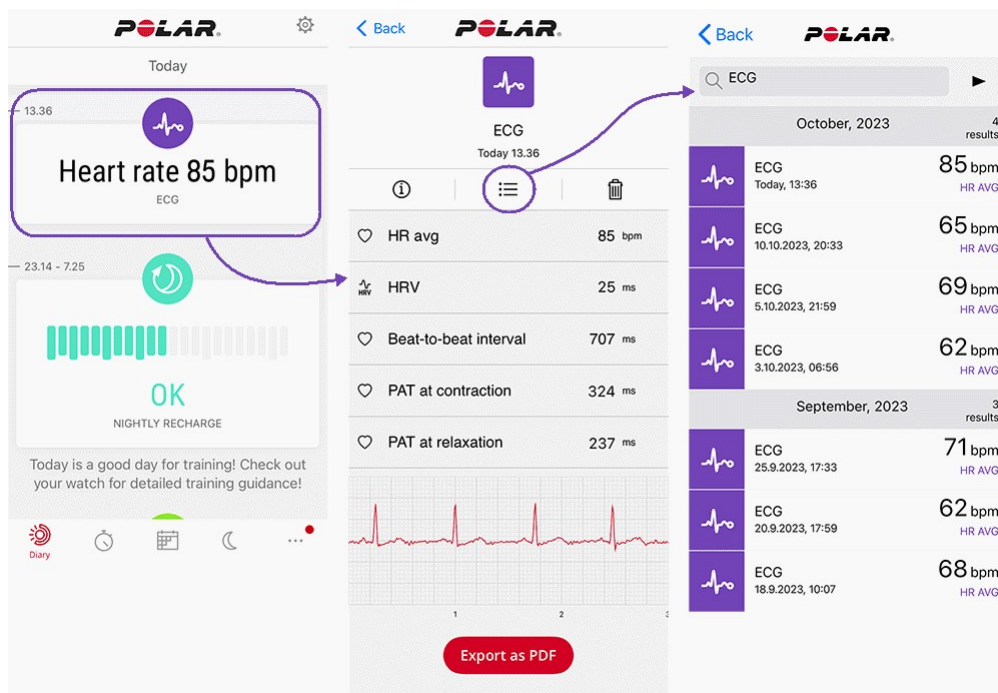 POLAR.
Today
13.36
Heart rate 85 bpm
ECG
23.14 - 7.25
OK
NIGHTLY RECHARGE
Today is a good day for training! Check out
your watch for detailed training guidance!
Diary
Back
POLAR.
ECG
Today 13.36
HR avg 85 bpm
HRV HRV 25 ms
Beat-to-beat interval 707 ms
PAT at contraction 324 ms
PAT at relaxation 237 ms
1 2 3
Export as PDF
Back
POLAR.
ECG
October, 2023 4
results
ECG 85 bpm
Today, 13:36 HR AVG
ECG 65 bpm
10.10.2023, 20:33 HR AVG
ECG 69 bpm
5.10.2023, 21:59 HR AVG
ECG 62 bpm
3.10.2023, 06:56 HR AVG
September, 2023 3
results
ECG 71 bpm
25.9.2023, 17:33 HR AVG
ECG 62 bpm
20.9.2023, 17:59 HR AVG
ECG 68 bpm
18.9.2023, 10:07 HR AVG